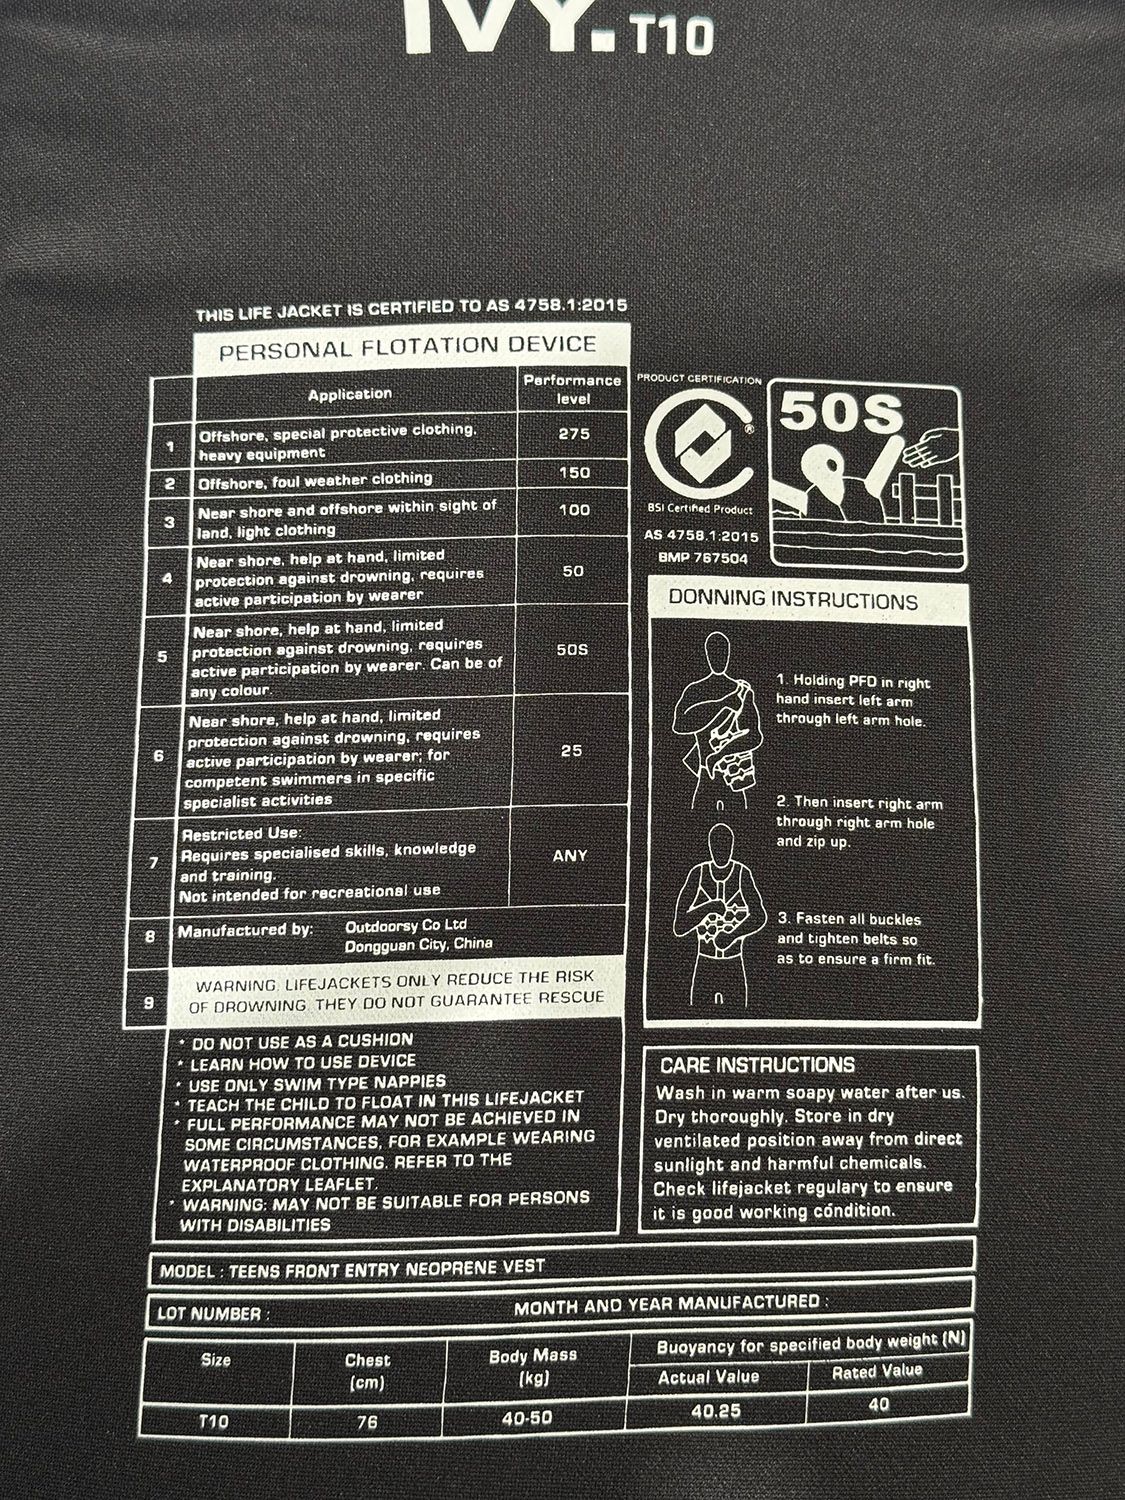 IVY. T10
THIS LIFE JACKET IS CERTIFIED TO AS 4758.1:2015
PERSONAL FLOTATION DEVICE
Application
Performance
level
1
Offshore, special protective clothing,
heavy equipment
275
2
Offshore, foul weather clothing
150
3
Near shore and offshore within sight of
land, light clothing
100
4
Near shore, help at hand, limited
protection against drowning, requires
active participation by wearer
50
5
Near shore, help at hand, limited
protection against drowning, requires
active participation by wearer. Can be of
any colour.
50S
6
Near shore, help at hand, limited
protection against drowning, requires
active participation by wearer; for
competent swimmers in specific
specialist activities
25
7
Restricted Use:
Requires specialised skills, knowledge
and training.
Not intended for recreational use
ANY
8
Manufactured by: Outdoorsy Co Ltd
Dongguan City, China
9
WARNING. LIFEJACKETS ONLY REDUCE THE RISK
OF DROWNING. THEY DO NOT GUARANTEE RESCUE
* DO NOT USE AS A CUSHION
* LEARN HOW TO USE DEVICE
* USE ONLY SWIM TYPE NAPPIES
* TEACH THE CHILD TO FLOAT IN THIS LIFEJACKET
* FULL PERFORMANCE MAY NOT BE ACHIEVED IN
SOME CIRCUMSTANCES, FOR EXAMPLE WEARING
WATERPROOF CLOTHING. REFER TO THE
EXPLANATORY LEAFLET.
* WARNING: MAY NOT BE SUITABLE FOR PERSONS
WITH DISABILITIES
PRODUCT CERTIFICATION
®
BSI Certified Product
AS 4758.1:2015
BMP 767504
50S
DONNING INSTRUCTIONS
1. Holding PFD in right
hand insert left arm
through left arm hole.
2. Then insert right arm
through right arm hole
and zip up.
3. Fasten all buckles
and tighten belts so
as to ensure a firm fit.
CARE INSTRUCTIONS
Wash in warm soapy water after us.
Dry thoroughly. Store in dry
ventilated position away from direct
sunlight and harmful chemicals.
Check lifejacket regulary to ensure
it is good working condition.
MODEL : TEENS FRONT ENTRY NEOPRENE VEST
LOT NUMBER : MONTH AND YEAR MANUFACTURED :
Size
Chest
(cm)
Body Mass
(kg)
Buoyancy for specified body weight (N)
Actual Value
Rated Value
T10
76
40-50
40.25
40